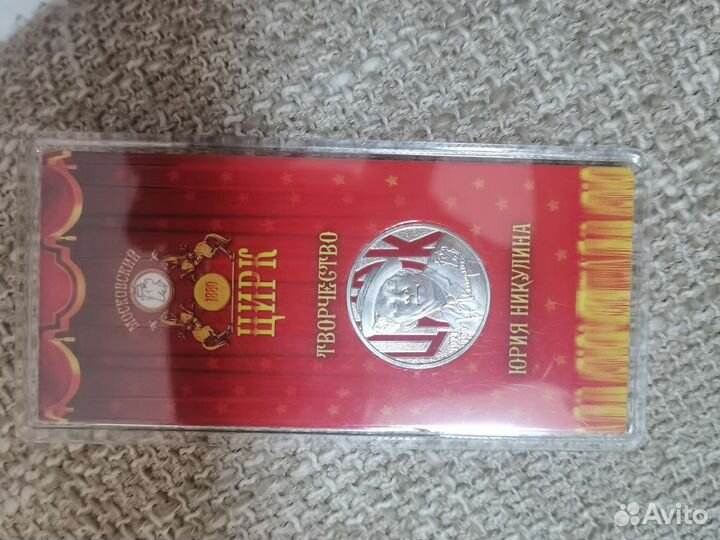 МОСКОВСКИЙ
1880
ЦИРК
ТВОРЧЕСТВО
ЦИРК
ЮРИЯ НИКУЛИНА
Avito